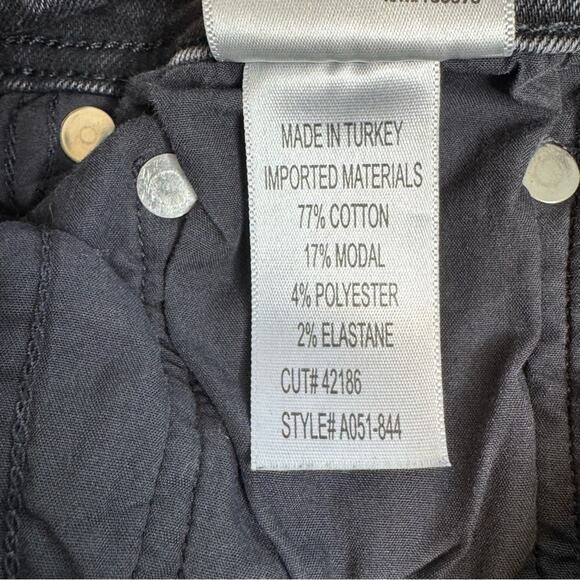 MADE IN TURKEY
IMPORTED MATERIALS
77% COTTON
17% MODAL
4% POLYESTER
2% ELASTANE
CUT# 42186
STYLE# A051-844